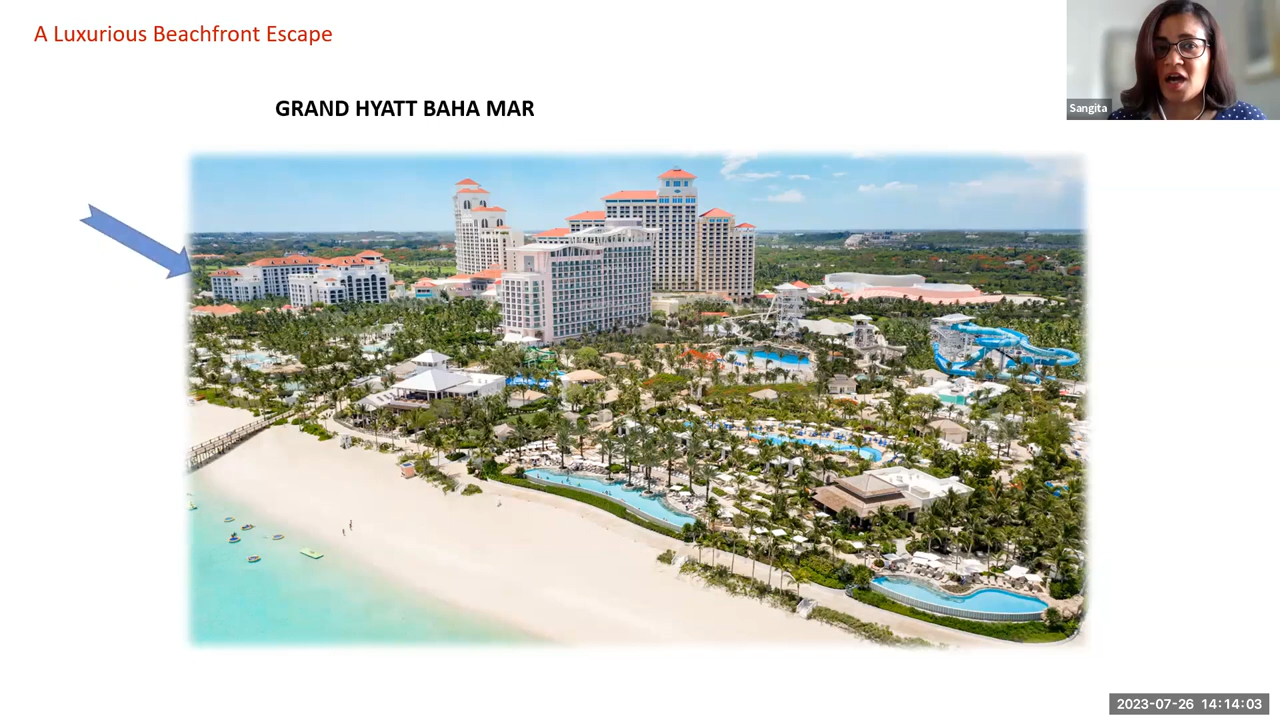 A Luxurious Beachfront Escape
GRAND HYATT BAHA MAR
Sangita
2023-07-26 14:14:03